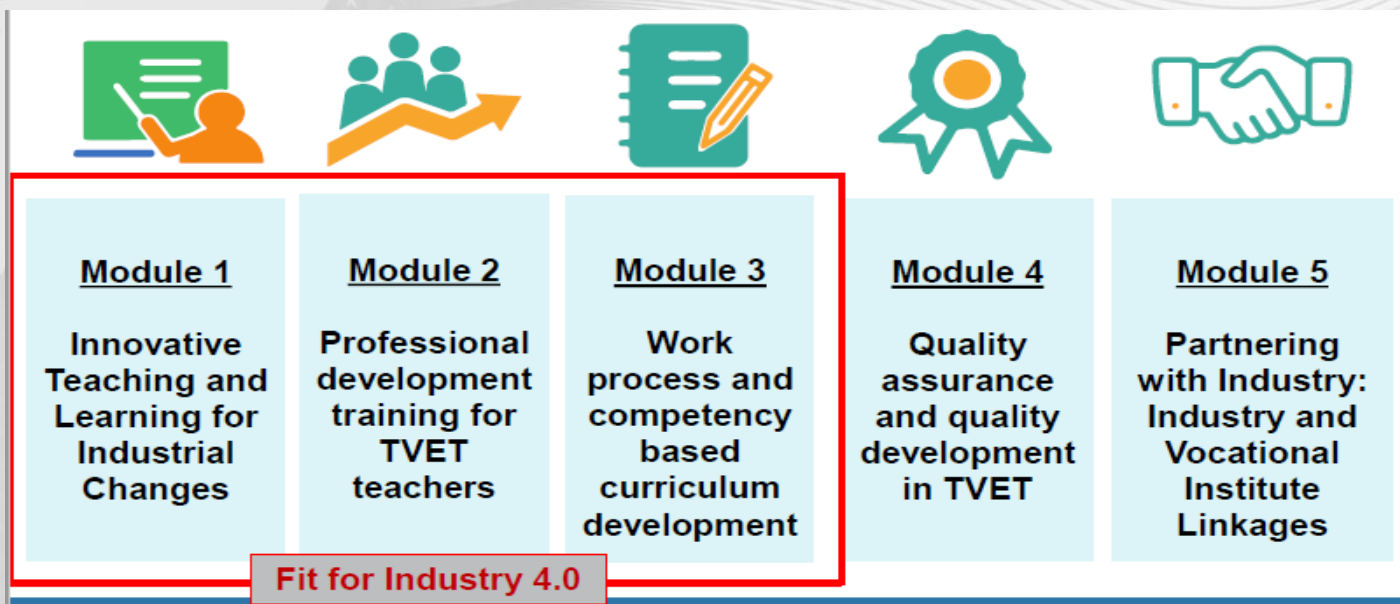 Module 1
Innovative
Teaching and
Learning for
Industrial
Changes
Module 2
Professional
development
training for
TVET
teachers
Module 3
Work
process and
competency
based
curriculum
development
Module 4
Quality
assurance
and quality
development
in TVET
Module 5
Partnering
with Industry:
Industry and
Vocational
Institute
Linkages
Fit for Industry 4.0